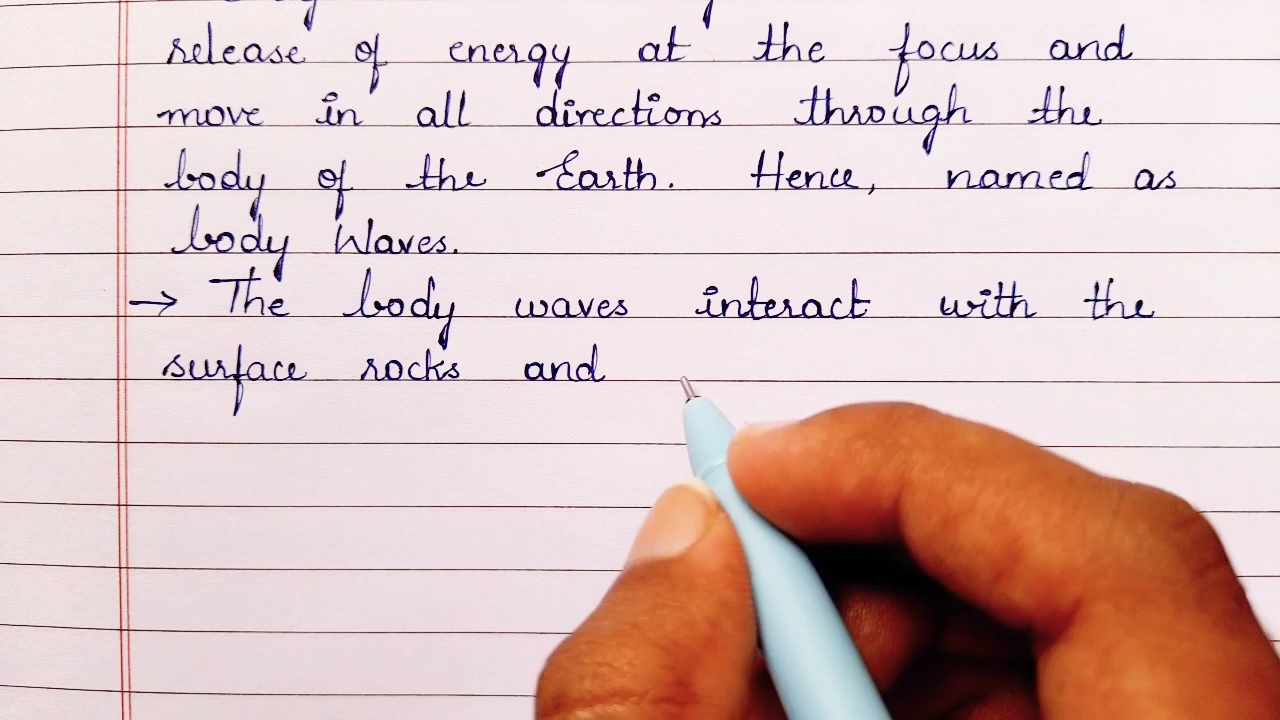 release of energy at the focus and
move in all directions through the
body of the Earth. Hence, named as
body Waves.
→ The body waves interact with the
surface rocks and